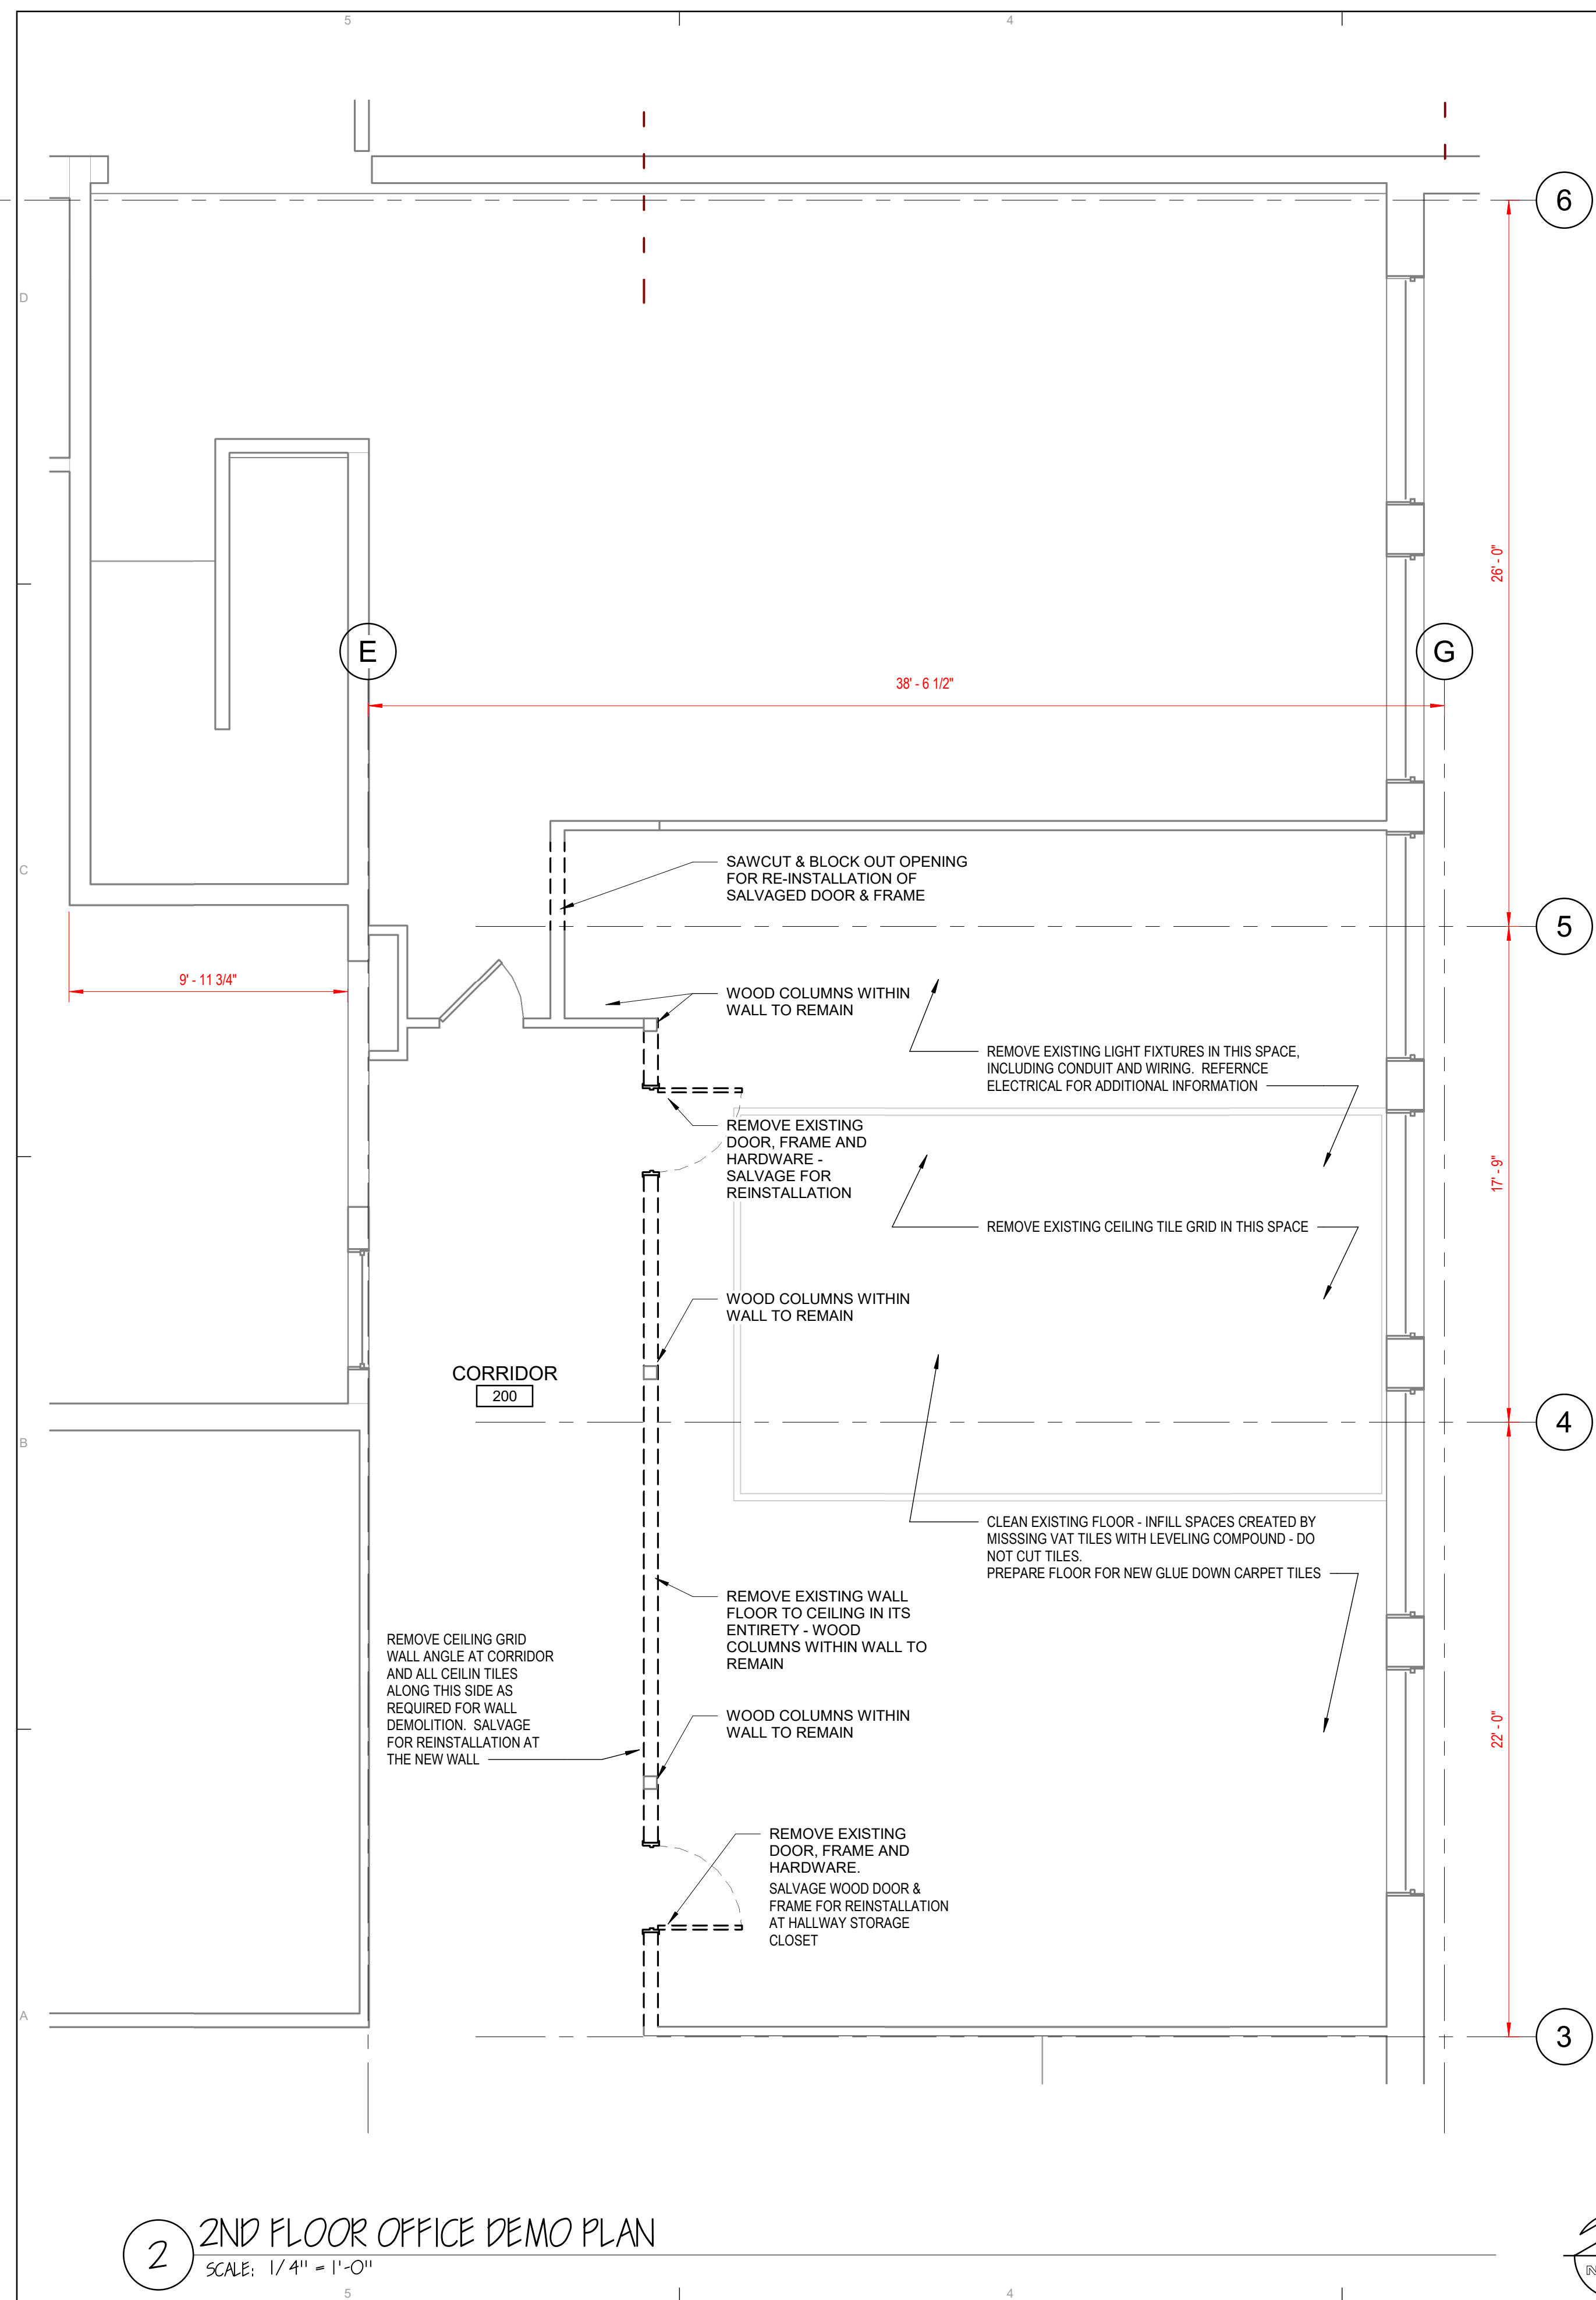 5
4
6
D
26' - 0"
E
G
38' - 6 1/2"
SAWCUT & BLOCK OUT OPENING
FOR RE-INSTALLATION OF
SALVAGED DOOR & FRAME
C
5
9' - 11 3/4"
WOOD COLUMNS WITHIN
WALL TO REMAIN
REMOVE EXISTING LIGHT FIXTURES IN THIS SPACE,
INCLUDING CONDUIT AND WIRING. REFERNCE
ELECTRICAL FOR ADDITIONAL INFORMATION
REMOVE EXISTING
DOOR, FRAME AND
HARDWARE -
SALVAGE FOR
REINSTALLATION
17' - 9"
REMOVE EXISTING CEILING TILE GRID IN THIS SPACE
WOOD COLUMNS WITHIN
WALL TO REMAIN
CORRIDOR
200
4
B
CLEAN EXISTING FLOOR - INFILL SPACES CREATED BY
MISSSING VAT TILES WITH LEVELING COMPOUND - DO
NOT CUT TILES.
PREPARE FLOOR FOR NEW GLUE DOWN CARPET TILES
REMOVE EXISTING WALL
FLOOR TO CEILING IN ITS
ENTIRETY - WOOD
COLUMNS WITHIN WALL TO
REMAIN
REMOVE CEILING GRID
WALL ANGLE AT CORRIDOR
AND ALL CEILIN TILES
ALONG THIS SIDE AS
REQUIRED FOR WALL
DEMOLITION. SALVAGE
FOR REINSTALLATION AT
THE NEW WALL
WOOD COLUMNS WITHIN
WALL TO REMAIN
22' - 0"
REMOVE EXISTING
DOOR, FRAME AND
HARDWARE.
SALVAGE WOOD DOOR &
FRAME FOR REINSTALLATION
AT HALLWAY STORAGE
CLOSET
A
3
2
2ND FLOOR OFFICE DEMO PLAN
SCALE: 1/4" = 1'-0"
5
4